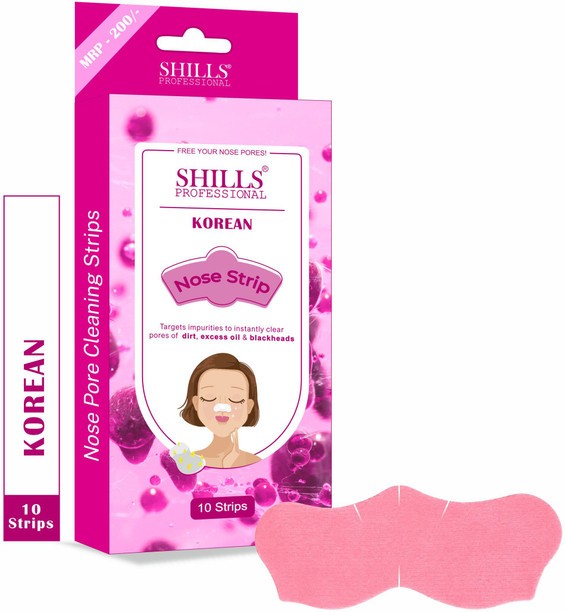 MRP - 200/-
SHILLS®
PROFESSIONAL
FREE YOUR NOSE PORES!
SHILLS®
PROFESSIONAL
KOREAN
Nose Strip
Targets impurities to instantly clear
pores of dirt, excess oil & blackheads
10 Strips
Nose Pore Cleaning Strips
KOREAN
10
Strips